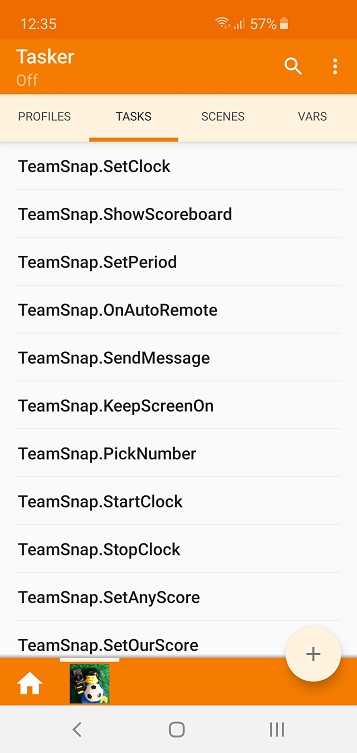 12:35 57%
Tasker
Off
PROFILES TASKS SCENES VARS
TeamSnap.SetClock
TeamSnap.ShowScoreboard
TeamSnap.SetPeriod
TeamSnap.OnAutoRemote
TeamSnap.SendMessage
TeamSnap.KeepScreenOn
TeamSnap.PickNumber
TeamSnap.StartClock
TeamSnap.StopClock
TeamSnap.SetAnyScore
TeamSnap.SetOurScore